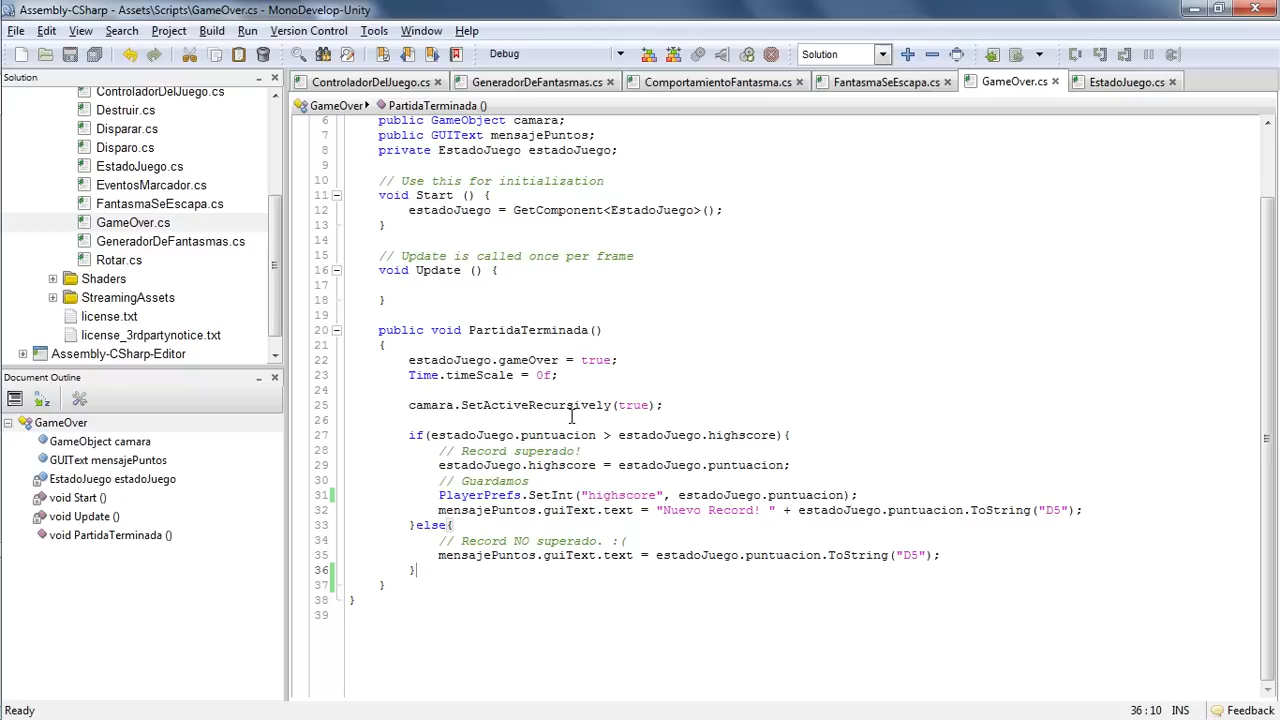 Assembly-CSharp - Assets\Scripts\GameOver.cs - MonoDevelop-Unity
File Edit View Search Project Build Run Version Control Tools Window Help
Debug Solution
Solution
ControladorDelJuego.cs GeneradorDeFantasmas.cs ComportamientoFantasma.cs FantasmaSeEscapa.cs GameOver.cs EstadoJuego.cs
GameOver PartidaTerminada ()
ControladorDelJuego.cs
Destruir.cs
Disparar.cs
Disparo.cs
EstadoJuego.cs
EventosMarcador.cs
FantasmaSeEscapa.cs
GameOver.cs
GeneradorDeFantasmas.cs
Rotar.cs
Shaders
StreamingAssets
license.txt
license_3rdpartynotice.txt
Assembly-CSharp-Editor
Document Outline
GameOver
GameObject camara
GUIText mensajePuntos
EstadoJuego estadoJuego
void Start ()
void Update ()
void PartidaTerminada ()
6 public GameObject camara;
7 public GUIText mensajePuntos;
8 private EstadoJuego estadoJuego;
9
10 // Use this for initialization
11 void Start () {
12 estadoJuego = GetComponent<EstadoJuego>();
13 }
14
15 // Update is called once per frame
16 void Update () {
17
18 }
19
20 public void PartidaTerminada()
21 {
22 estadoJuego.gameOver = true;
23 Time.timeScale = 0f;
24
25 camara.SetActiveRecursively(true);
26
27 if(estadoJuego.puntuacion > estadoJuego.highscore){
28 // Record superado!
29 estadoJuego.highscore = estadoJuego.puntuacion;
30 // Guardamos
31 PlayerPrefs.SetInt("highscore", estadoJuego.puntuacion);
32 mensajePuntos.guiText.text = "Nuevo Record! " + estadoJuego.puntuacion.ToString("D5");
33 }else{
34 // Record NO superado. :(
35 mensajePuntos.guiText.text = estadoJuego.puntuacion.ToString("D5");
36 }
37 }
38 }
39
Ready 36 : 10 INS Feedback